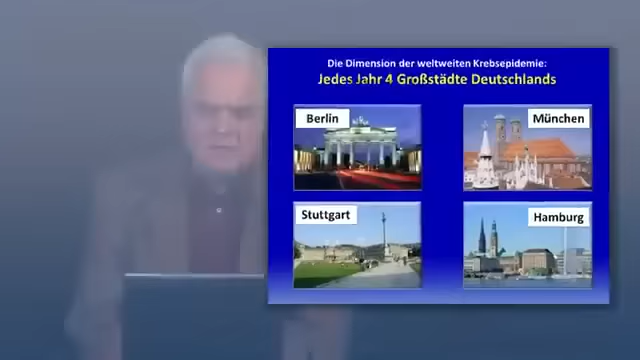 Die Dimension der weltweiten Krebsepidemie:
Jedes Jahr 4 Großstädte Deutschlands
Berlin
München
Stuttgart
Hamburg